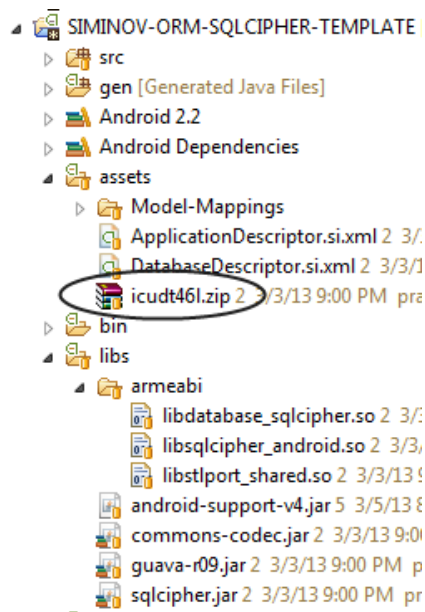 SIMINOV-ORM-SQLCIPHER-TEMPLATE
src
gen [Generated Java Files]
Android 2.2
Android Dependencies
assets
Model-Mappings
ApplicationDescriptor.si.xml 2 3/
DatabaseDescriptor.si.xml 2 3/3/1
icudt46l.zip 2 3/3/13 9:00 PM pra
bin
libs
armeabi
libdatabase_sqlcipher.so 2 3/3
libsqlcipher_android.so 2 3/3/
libstlport_shared.so 2 3/3/13 9
android-support-v4.jar 5 3/5/13 8
commons-codec.jar 2 3/3/13 9:00
guava-r09.jar 2 3/3/13 9:00 PM p
sqlcipher.jar 2 3/3/13 9:00 PM pr